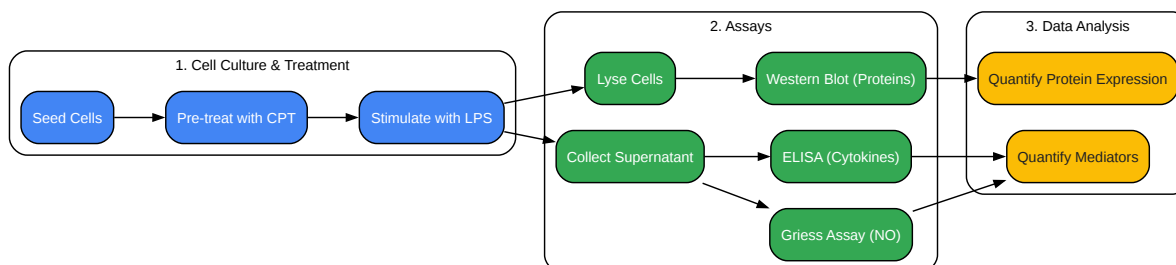 1. Cell Culture & Treatment
Seed Cells
Pre-treat with CPT
Stimulate with LPS
2. Assays
Lyse Cells
Western Blot (Proteins)
Collect Supernatant
ELISA (Cytokines)
Griess Assay (NO)
3. Data Analysis
Quantify Protein Expression
Quantify Mediators